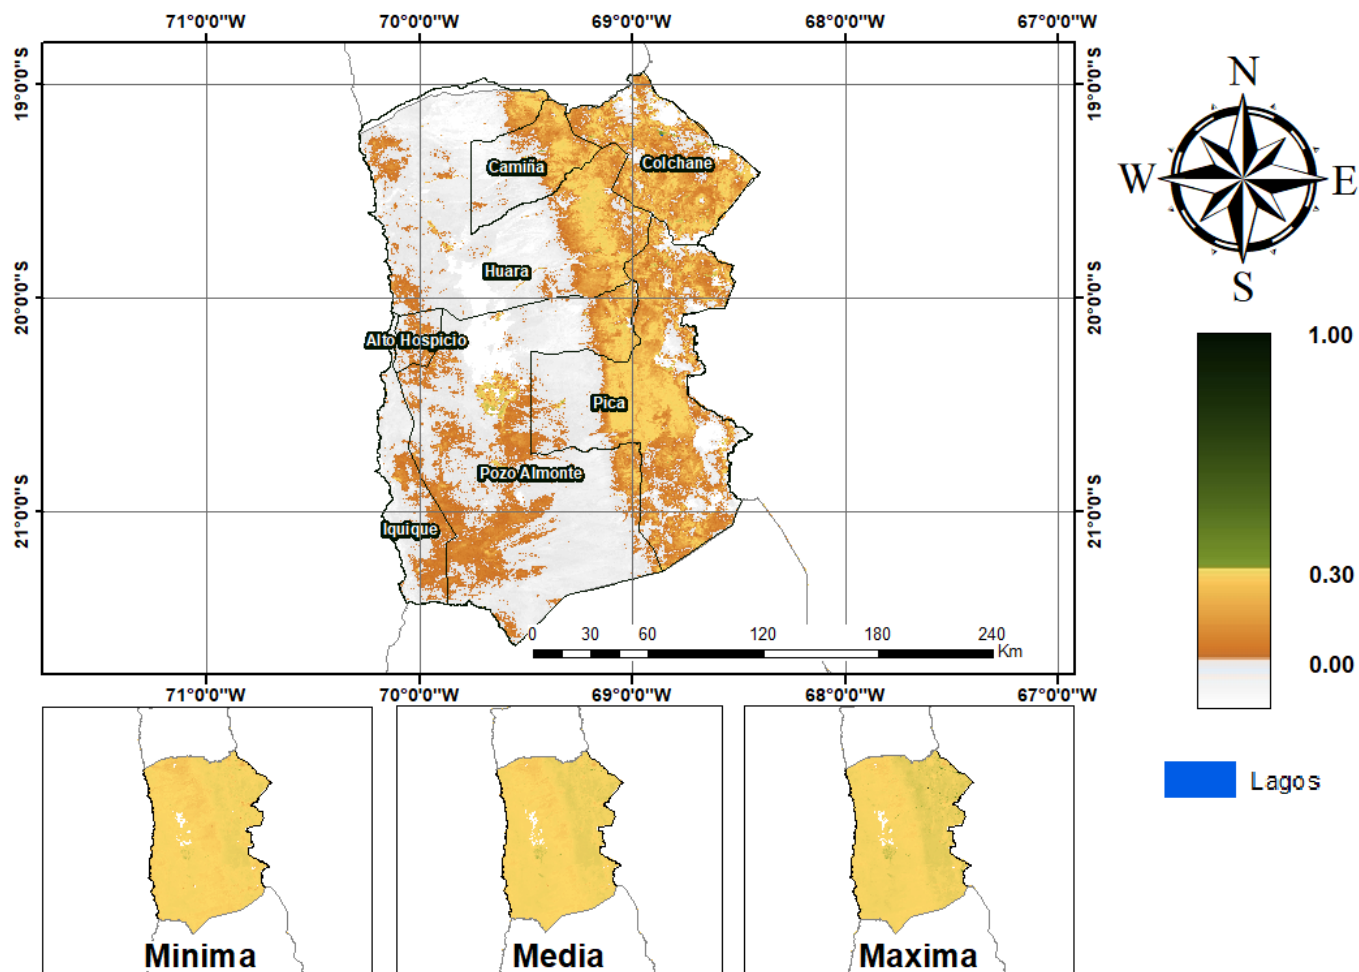 71°0'0"W 70°0'0"W 69°0'0"W 68°0'0"W 67°0'0"W
19°0'0"S
19°0'0"S
N
W
E
S
Camiña
Colchane
Huara
20°0'0"S
20°0'0"S
Alto Hospicio
1.00
Pica
Pozo Almonte
21°0'0"S
21°0'0"S
Iquique
0.30
0.00
0 30 60 120 180 240
Km
71°0'0"W 70°0'0"W 69°0'0"W 68°0'0"W 67°0'0"W
Lagos
Minima
Media
Maxima